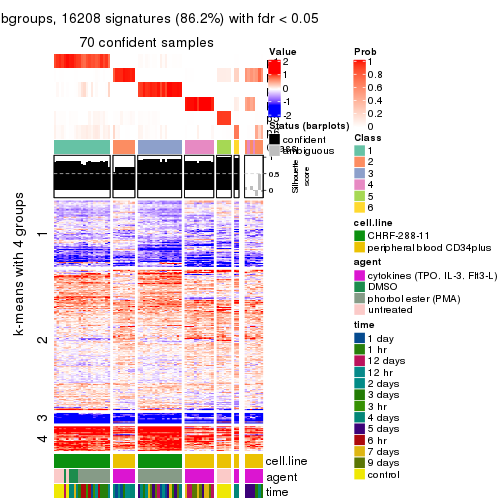 bgroups, 16208 signatures (86.2%) with fdr < 0.05
70 confident samples
k-means with 4 groups
1
2
3
4
1
0.5
0
Silhouette
score
cell.line
agent
time
Value
2
1
0
-1
-2
Status (barplots)
confident
ambiguous
Prob
1
0.8
0.6
0.4
0.2
0
Class
1
2
3
4
5
6
cell.line
CHRF-288-11
peripheral blood CD34plus
agent
cytokines (TPO. IL-3. Flt3-L)
DMSO
phorbol ester (PMA)
untreated
time
1 day
1 hr
12 days
12 hr
2 days
3 days
3 hr
4 days
5 days
6 hr
7 days
9 days
control